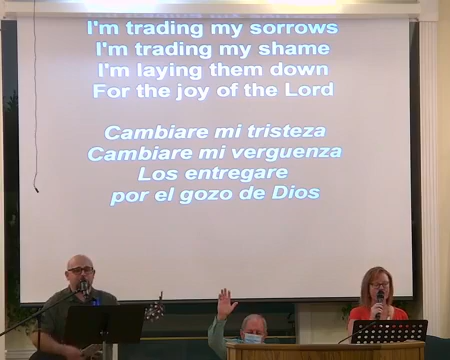 I'm trading my sorrows
I'm trading my shame
I'm laying them down
For the joy of the Lord
Cambiare mi tristeza
Cambiare mi verguenza
Los entregare
por el gozo de Dios